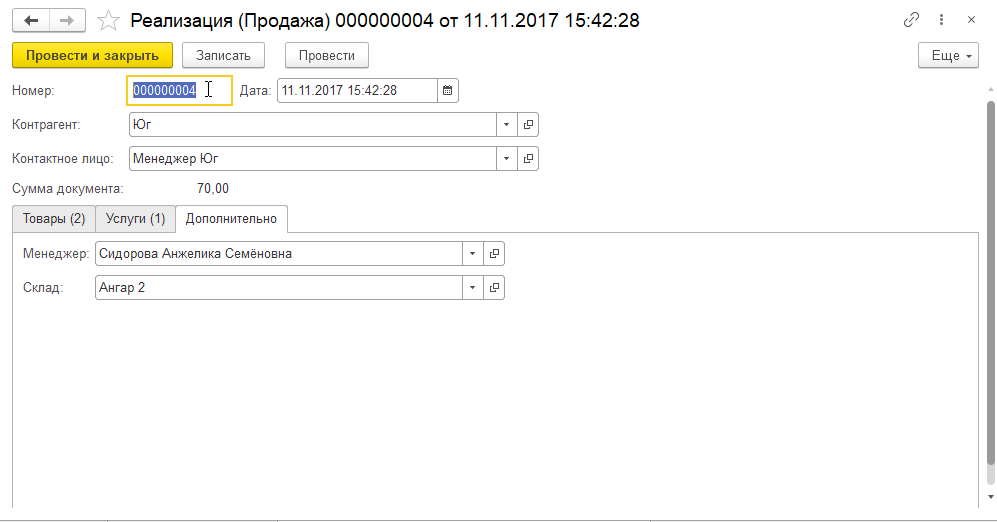 Реализация (Продажа) 000000004 от 11.11.2017 15:42:28
Провести и закрыть Записать Провести Еще
Номер: 000000004 Дата: 11.11.2017 15:42:28
Контрагент: Юг
Контактное лицо: Менеджер Юг
Сумма документа: 70,00
Товары (2) Услуги (1) Дополнительно
Менеджер: Сидорова Анжелика Семёновна
Склад: Ангар 2